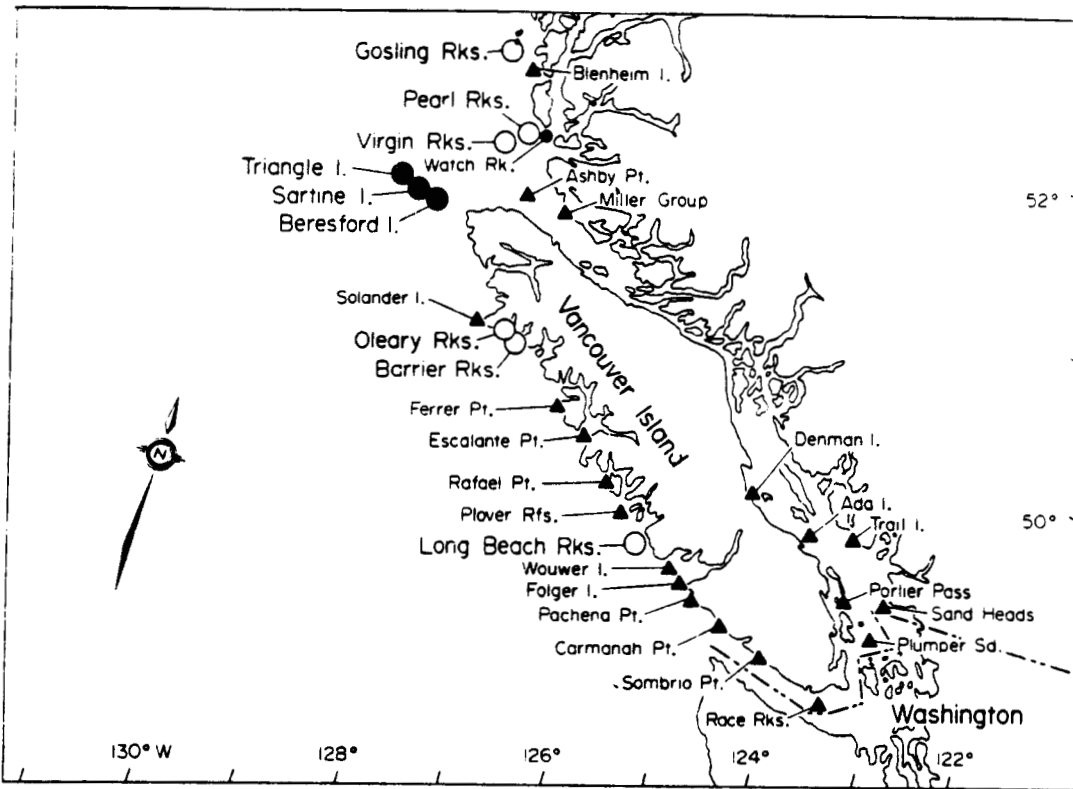 Gosling Rks.
Blenheim I.
Pearl Rks.
Virgin Rks.
Watch Rk.
Triangle I.
Ashby Pt.
Sartine I.
Miller Group
52°
Beresford I.
Solander I.
Vancouver Island
Oleary Rks.
Barrier Rks.
Ferrer Pt.
Escalante Pt.
Denman I.
N
Rafael Pt.
Ada I.
Plover Rfs.
Trail I.
50°
Long Beach Rks.
Wouwer I.
Folger I.
Porlier Pass
Pachena Pt.
Sand Heads
Carmanah Pt.
Plumper Sd.
Sombrio Pt.
Race Rks.
Washington
130° W
128°
126°
124°
122°